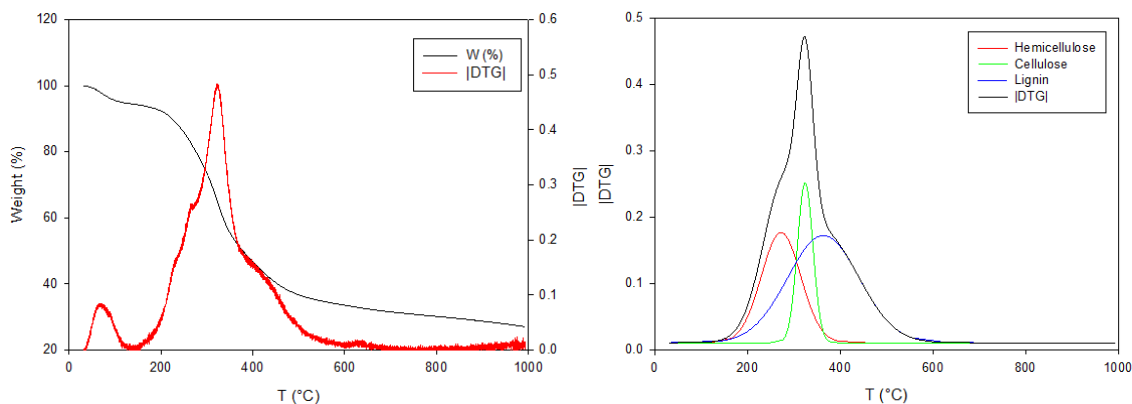 120
100
80
60
40
20
Weight (%)
0.6
0.5
0.4
0.3
0.2
0.1
0.0
|DTG|
W (%)
|DTG|
0
200
400
600
800
1000
T (°C)
0.5
0.4
0.3
0.2
0.1
0.0
|DTG|
Hemicellulose
Cellulose
Lignin
|DTG|
0
200
400
600
800
1000
T (°C)